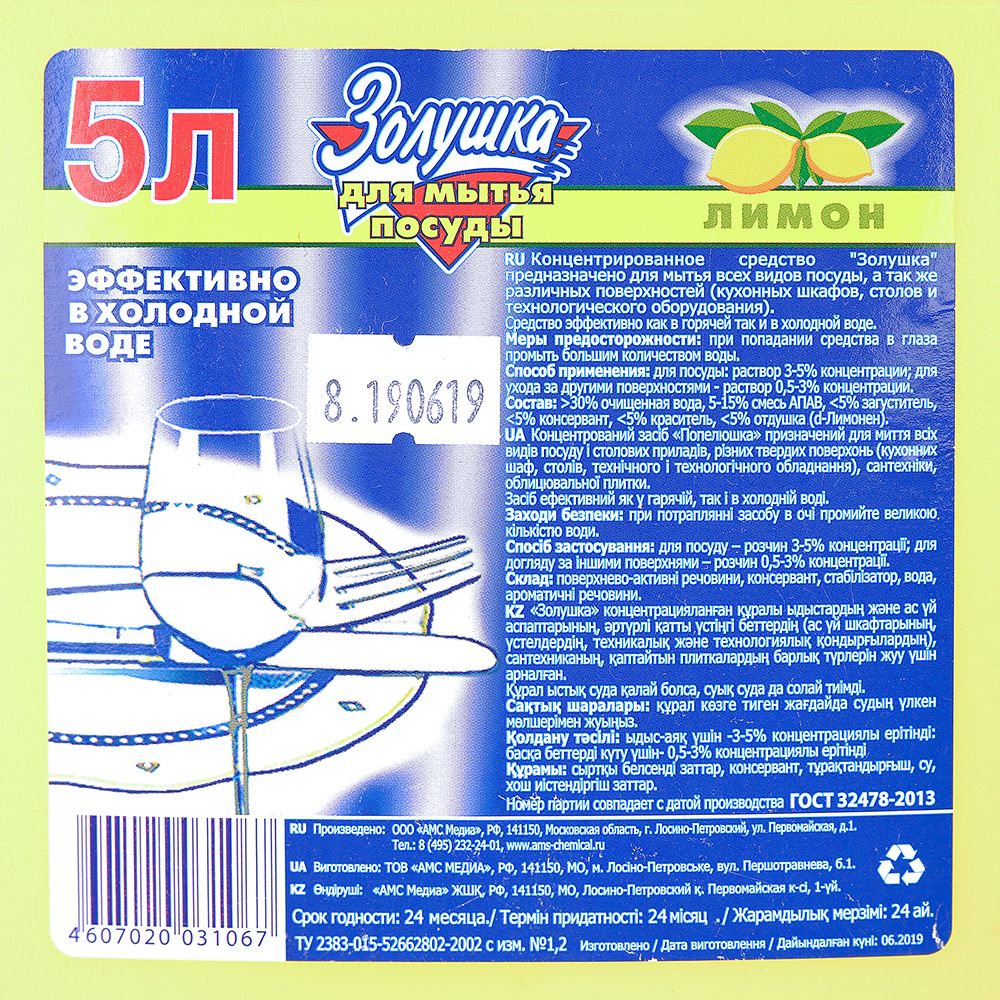 5л
Золушка
для мытья
посуды
ЛИМОН
ЭФФЕКТИВНО
В ХОЛОДНОЙ
ВОДЕ
8.190619
RU Концентрированное средство "Золушка"
предназначено для мытья всех видов посуды, а так же
различных поверхностей (кухонных шкафов, столов и
технологического оборудования).
Средство эффективно как в горячей так и в холодной воде.
Меры предосторожности: при попадании средства в глаза
промыть большим количеством воды.
Способ применения: для посуды: раствор 3-5% концентрации; для
ухода за другими поверхностями - раствор 0,5-3% концентрации.
Состав: >30% очищенная вода, 5-15% смесь АПАВ, <5% загуститель,
<5% консервант, <5% краситель, <5% отдушка (d-Лимонен).
UA Концентрований засіб «Попелюшка» призначений для миття всіх
видів посуду і столових приладів, різних твердих поверхонь (кухонних
шаф, столів, технічного і технологічного обладнання), сантехніки,
облицювальної плитки.
Засіб ефективний як у гарячій, так і в холодній воді.
Заходи безпеки: при потраплянні засобу в очі промийте великою
кількістю води.
Спосіб застосування: для посуду – розчин 3-5% концентрації; для
догляду за іншими поверхнями – розчин 0,5-3% концентрації.
Склад: поверхнево-активні речовини, консервант, стабілізатор, вода,
ароматичні речовини.
KZ «Золушка» концентрацияланған құралы ыдыстардың және ас үй
аспаптарының, әртүрлі қатты үстіңгі беттердің (ас үй шкафтарының,
үстелдердің, техникалық және технологиялық қондырғылардың),
сантехниканың, қаптайтын плиткалардың барлық түрлерін жуу үшін
арналған.
Құрал ыстық суда қалай болса, суық суда да солай тиімді.
Сақтық шаралары: құрал көзге тиген жағдайда судың үлкен
мөлшерімен жуыңыз.
Қолдану тәсілі: ыдыс-аяқ үшін -3-5% концентрациялы ерітінді:
басқа беттерді күту үшін- 0,5-3% концентрациялы ерітінді
Құрамы: сыртқы белсенді заттар, консервант, тұрақтандырғыш, су,
хош иістендіргіш заттар.
Номер партии совпадает с датой производства ГОСТ 32478-2013
RU Произведено: ООО «АМС Медиа», РФ, 141150, Московская область, г. Лосино-Петровский, ул. Первомайская, д.1.
Тел.: 8 (495) 232-24-01, www.ams-chemical.ru
UA Виготовлено: ТОВ «АМС МЕДИА», РФ, 141150, МО, м. Лосіно-Петровське, вул. Першотравнева, б.1.
KZ Өндіруші: «АМС Медиа» ЖШҚ, РФ, 141150, МО, Лосино-Петровский қ. Первомайская к-сі, 1-үй.
Срок годности: 24 месяца./ Термін придатності: 24 місяц ./ Жарамдылық мерзімі: 24 ай.
ТУ 2383-015-52662802-2002 с изм. №1,2 Изготовлено / Дата виготовлення / Дайындалған күні: 06.2019
4607020 031067